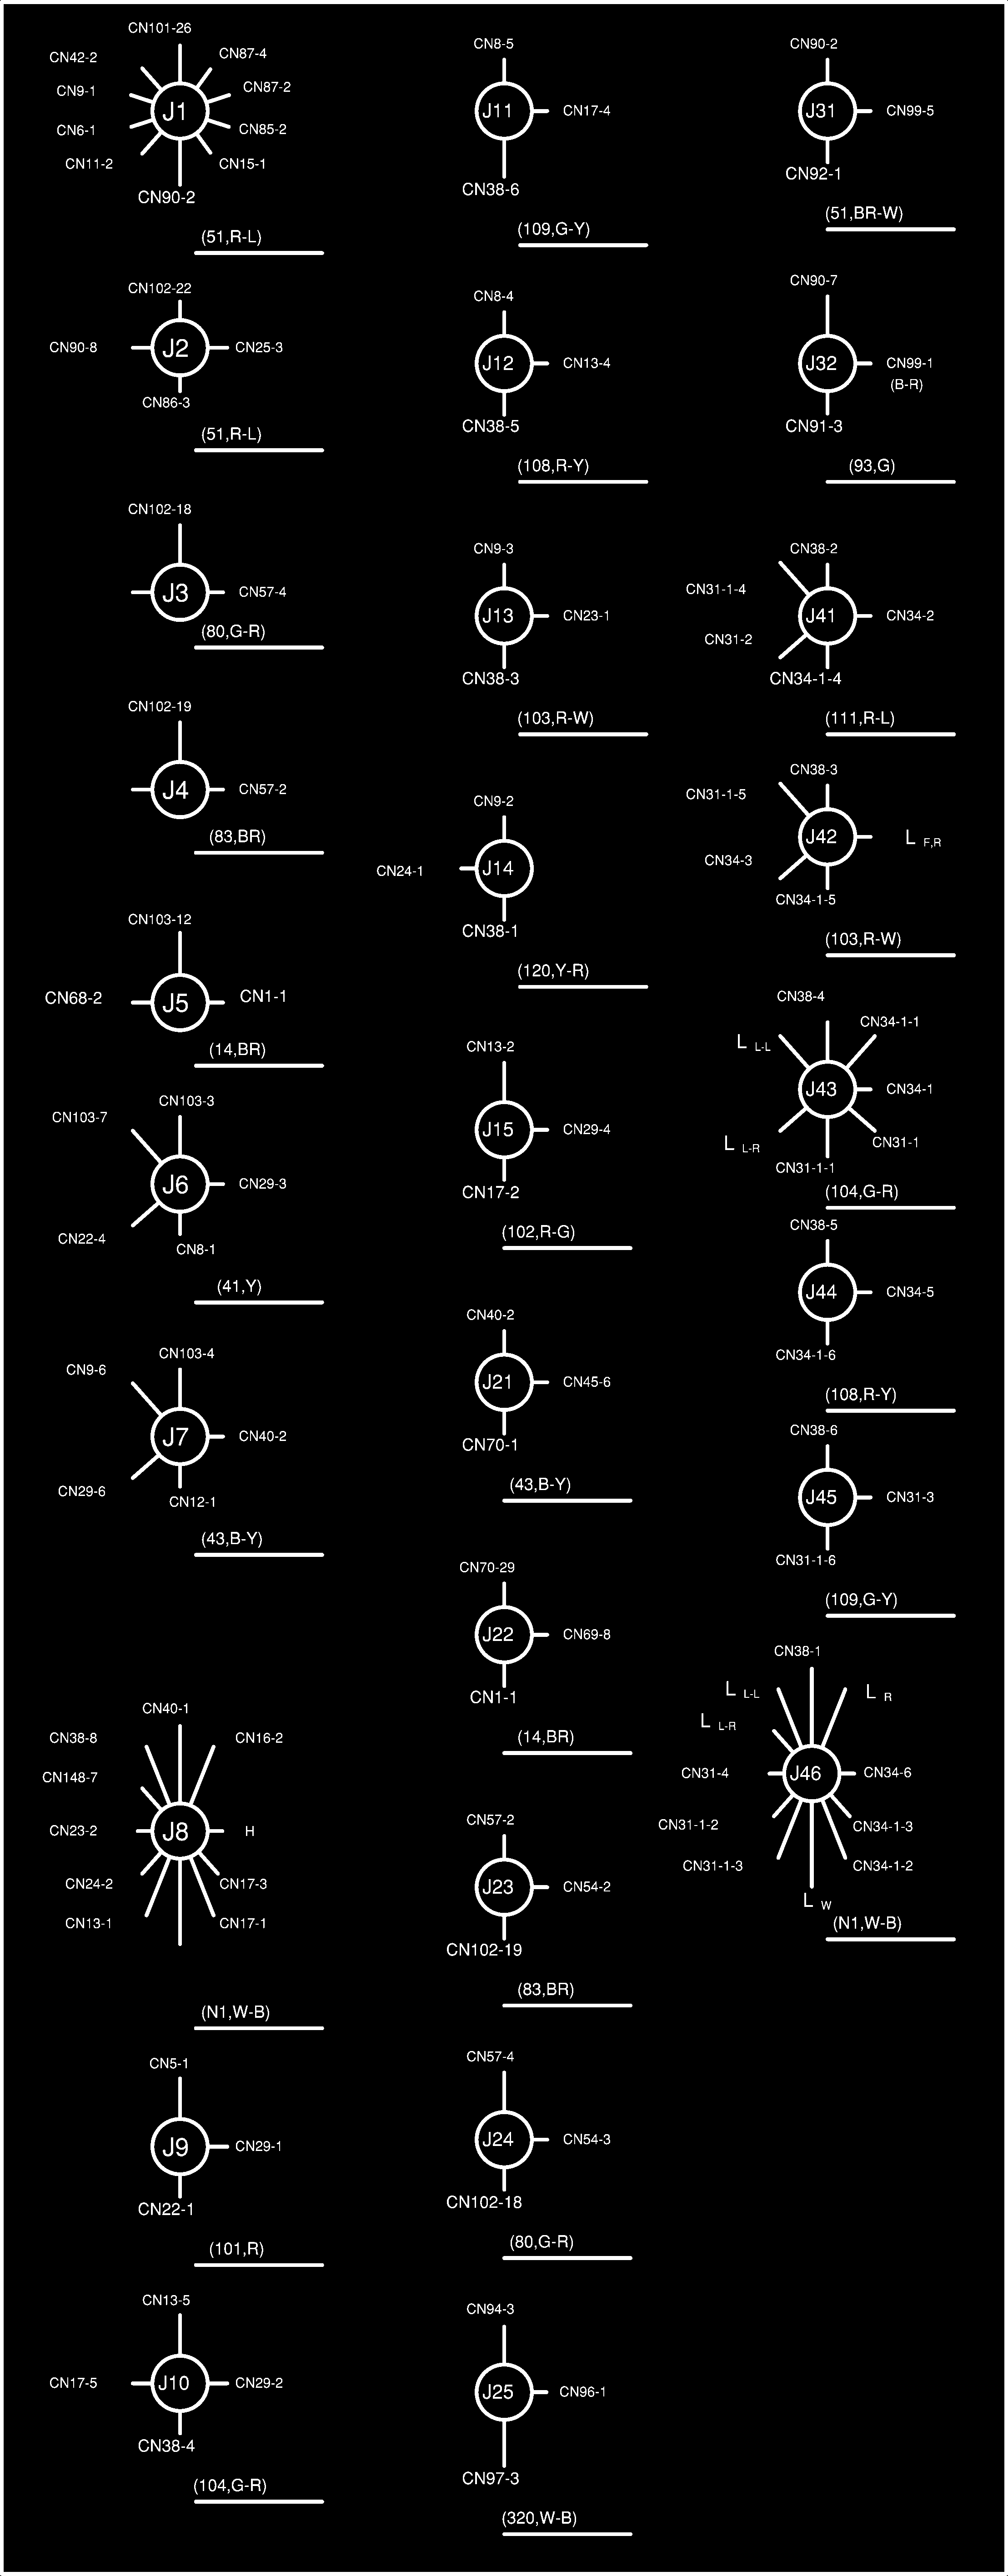 CN101-26
CN42-2
CN87-4
CN9-1
CN87-2
J1
CN6-1
CN85-2
CN11-2
CN15-1
CN90-2
(51,R-L)
CN102-22
CN90-8
J2
CN25-3
CN86-3
(51,R-L)
CN102-18
J3
CN57-4
(80,G-R)
CN102-19
J4
CN57-2
(83,BR)
CN103-12
CN68-2
J5
CN1-1
(14,BR)
CN103-3
CN103-7
J6
CN29-3
CN22-4
CN8-1
(41,Y)
CN103-4
CN9-6
J7
CN40-2
CN29-6
CN12-1
(43,B-Y)
CN40-1
CN38-8
CN16-2
CN148-7
CN23-2
J8
H
CN24-2
CN17-3
CN13-1
CN17-1
(N1,W-B)
CN5-1
J9
CN29-1
CN22-1
(101,R)
CN13-5
CN17-5
J10
CN29-2
CN38-4
(104,G-R)
CN8-5
J11
CN17-4
CN38-6
(109,G-Y)
CN8-4
J12
CN13-4
CN38-5
(108,R-Y)
CN9-3
J13
CN23-1
CN38-3
(103,R-W)
CN9-2
CN24-1
J14
CN38-1
(120,Y-R)
CN13-2
J15
CN29-4
CN17-2
(102,R-G)
CN40-2
J21
CN45-6
CN70-1
(43,B-Y)
CN70-29
J22
CN69-8
CN1-1
(14,BR)
CN57-2
J23
CN54-2
CN102-19
(83,BR)
CN57-4
J24
CN54-3
CN102-18
(80,G-R)
CN94-3
J25
CN96-1
CN97-3
(320,W-B)
CN90-2
J31
CN99-5
CN92-1
(51,BR-W)
CN90-7
J32
CN99-1
(B-R)
CN91-3
(93,G)
CN38-2
CN31-1-4
J41
CN34-2
CN31-2
CN34-1-4
(111,R-L)
CN38-3
CN31-1-5
J42
L F,R
CN34-3
CN34-1-5
(103,R-W)
CN38-4
CN34-1-1
L L-L
J43
CN34-1
L L-R
CN31-1
CN31-1-1
(104,G-R)
CN38-5
J44
CN34-5
CN34-1-6
(108,R-Y)
CN38-6
J45
CN31-3
CN31-1-6
(109,G-Y)
CN38-1
L L-L
L R
L L-R
CN31-4
J46
CN34-6
CN31-1-2
CN34-1-3
CN31-1-3
CN34-1-2
L W
(N1,W-B)